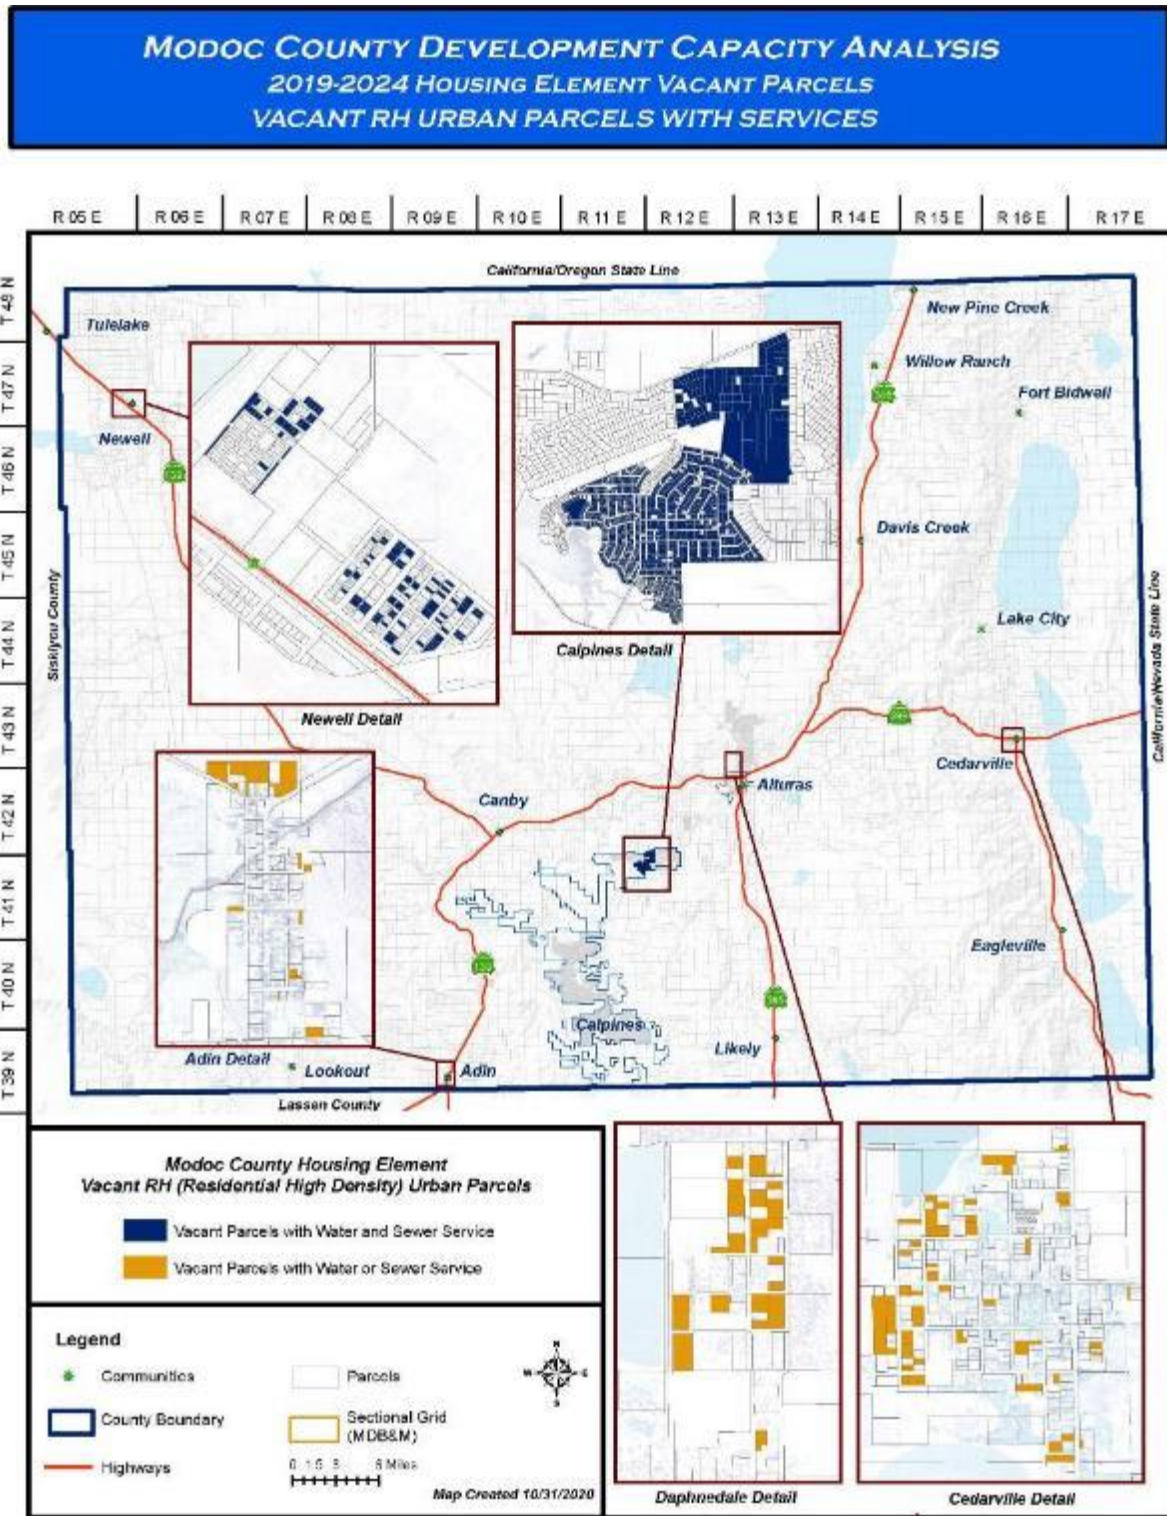 MODOC COUNTY DEVELOPMENT CAPACITY ANALYSIS
2019-2024 HOUSING ELEMENT VACANT PARCELS
VACANT RH URBAN PARCELS WITH SERVICES
R 05 E R 06 E R 07 E R 08 E R 09 E R 10 E R 11 E R 12 E R 13 E R 14 E R 15 E R 16 E R 17 E
T 48 N
T 47 N
T 46 N
T 45 N
T 44 N
T 43 N
T 42 N
T 41 N
T 40 N
T 39 N
California/Oregon State Line
Tulelake
New Pine Creek
Willow Ranch
Fort Bidwell
Newell
Davis Creek
Lake City
Siskiyou County
California/Nevada State Line
Calpines Detail
Newell Detail
Cedarville
Alturas
Canby
Eagleville
Calpines
Likely
Adin Detail
Lookout
Adin
Lassen County
Modoc County Housing Element
Vacant RH (Residential High Density) Urban Parcels
Vacant Parcels with Water and Sewer Service
Vacant Parcels with Water or Sewer Service
Legend
Communities
Parcels
County Boundary
Sectional Grid
(MDB&M)
Highways
0 1.5 3 6 Miles
N
W E
S
Map Created 10/31/2020
Daphnedale Detail
Cedarville Detail